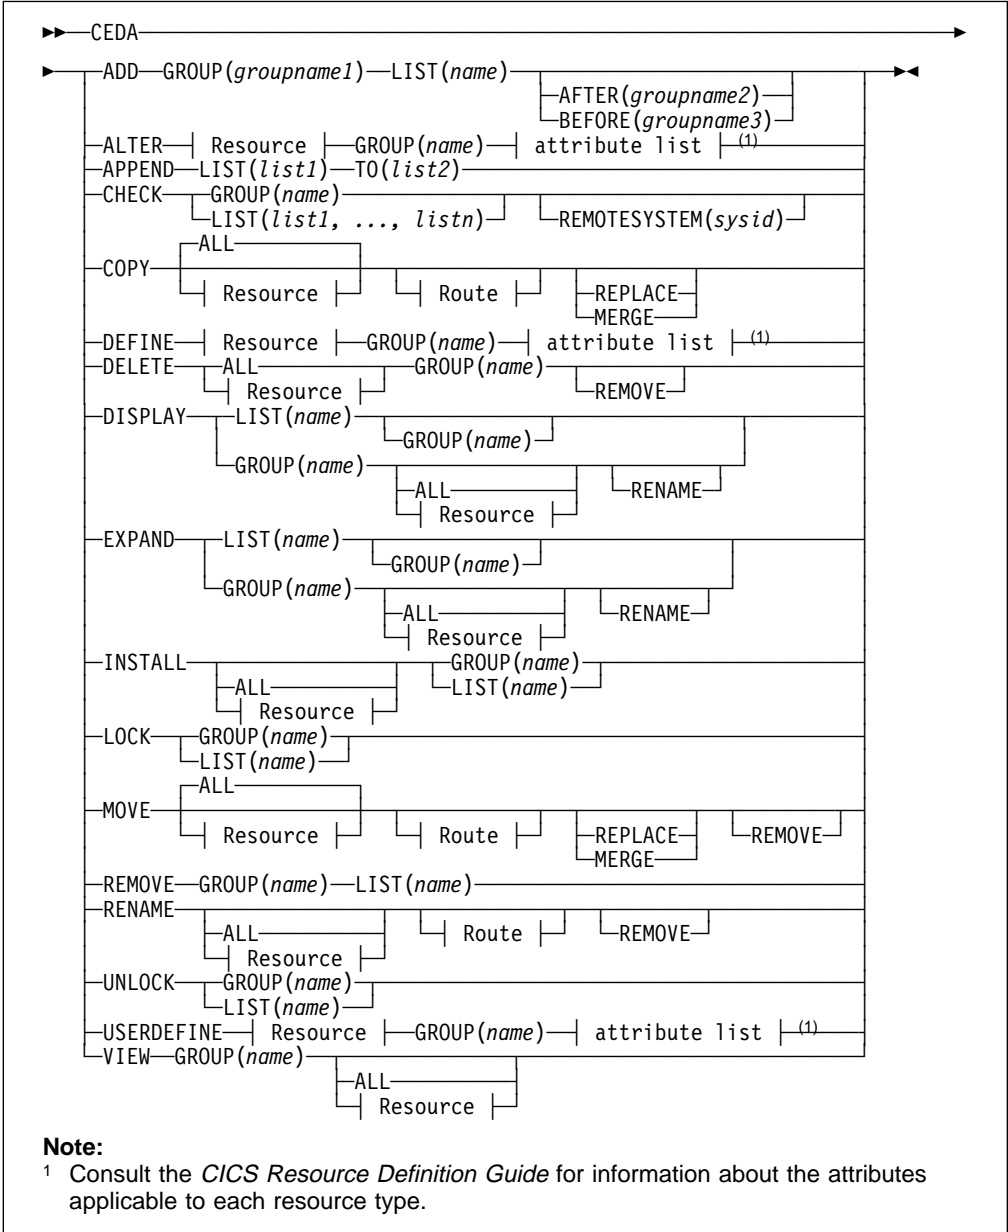 CEDA
ADD GROUP(groupname1) LIST(name)
AFTER(groupname2)
BEFORE(groupname3)
ALTER Resource GROUP(name) attribute list (1)
APPEND LIST(list1) TO(list2)
CHECK GROUP(name)
LIST(list1, ..., listn) REMOTESYSTEM(sysid)
ALL
COPY
Resource Route REPLACE
MERGE
DEFINE Resource GROUP(name) attribute list (1)
DELETE ALL GROUP(name)
Resource REMOVE
DISPLAY LIST(name)
GROUP(name)
GROUP(name)
ALL RENAME
Resource
EXPAND LIST(name)
GROUP(name)
GROUP(name)
ALL RENAME
Resource
INSTALL GROUP(name)
ALL LIST(name)
Resource
LOCK GROUP(name)
LIST(name)
ALL
MOVE
Resource Route REPLACE REMOVE
MERGE
REMOVE GROUP(name) LIST(name)
RENAME
ALL Route REMOVE
Resource
UNLOCK GROUP(name)
LIST(name)
USERDEFINE Resource GROUP(name) attribute list (1)
VIEW GROUP(name)
ALL
Resource
Note:
1 Consult the CICS Resource Definition Guide for information about the attributes
applicable to each resource type.